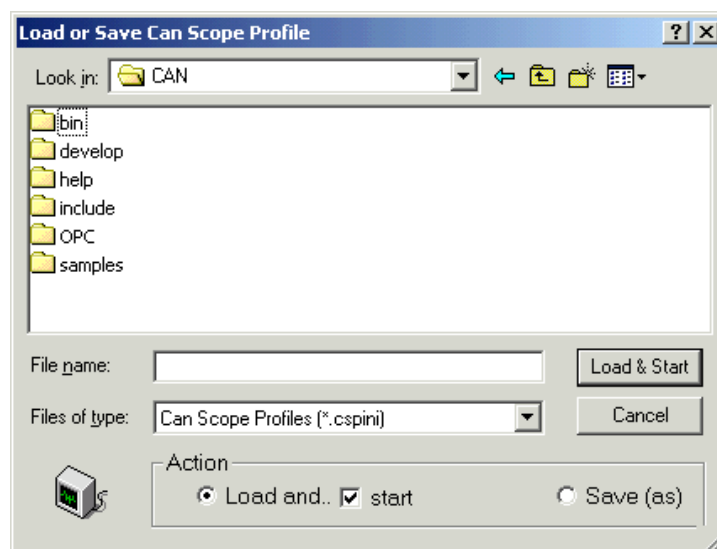 Load or Save Can Scope Profile
Look in: CAN
bin
develop
help
include
OPC
samples
File name: Load & Start
Files of type: Can Scope Profiles (*.cspini) Cancel
Action
Load and.. start Save (as)